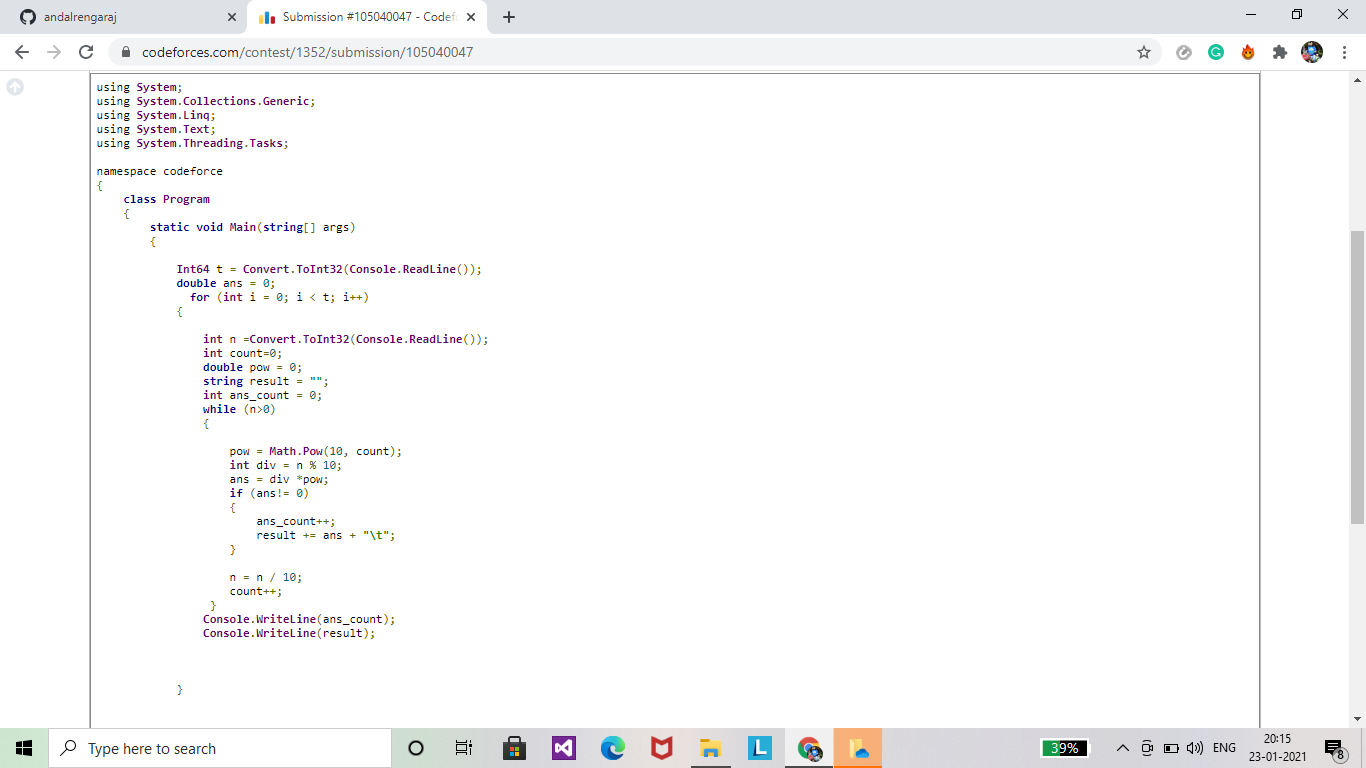 andalrengaraj
Submission #105040047 - Codef
codeforces.com/contest/1352/submission/105040047
using System;
using System.Collections.Generic;
using System.Linq;
using System.Text;
using System.Threading.Tasks;
namespace codeforce
{
class Program
{
static void Main(string[] args)
{
Int64 t = Convert.ToInt32(Console.ReadLine());
double ans = 0;
for (int i = 0; i < t; i++)
{
int n =Convert.ToInt32(Console.ReadLine());
int count=0;
double pow = 0;
string result = "";
int ans_count = 0;
while (n>0)
{
pow = Math.Pow(10, count);
int div = n % 10;
ans = div *pow;
if (ans!= 0)
{
ans_count++;
result += ans + "\t";
}
n = n / 10;
count++;
}
Console.WriteLine(ans_count);
Console.WriteLine(result);
}
Type here to search
L
39%
ENG
20:15
23-01-2021
8